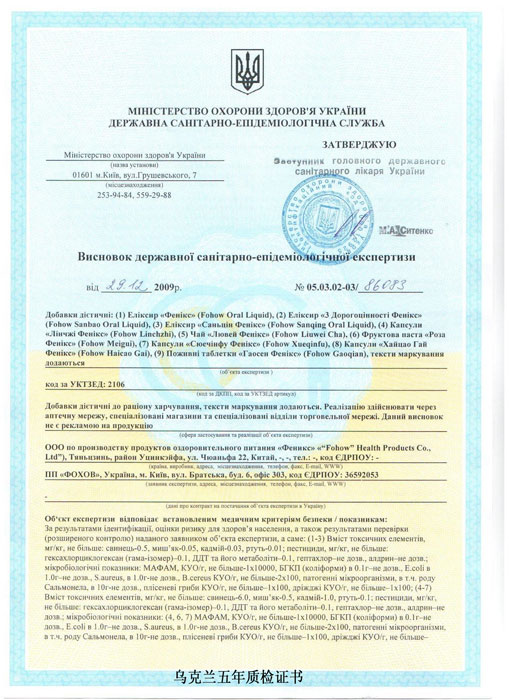 МІНІСТЕРСТВО ОХОРОНИ ЗДОРОВ'Я УКРАЇНИ
ДЕРЖАВНА САНІТАРНО-ЕПІДЕМІОЛОГІЧНА СЛУЖБА
ЗАТВЕРДЖУЮ
Міністерство охорони здоров'я України
(назва установи)
01601 м.Київ, вул.Грушевського, 7
(місцезнаходження)
253-94-84, 559-29-88
Заступник головного державного
санітарного лікаря України
Ситенко
Висновок державної санітарно-епідеміологічної експертизи
від 29.12 2009р. № 05.03.02-03/ 86083
Добавки дієтичні: (1) Еліксир «Фенікс» (Fohow Oral Liquid), (2) Еліксир «3 Дорогоцінності Фенікс»
(Fohow Sanbao Oral Liquid), (3) Еліксир «Саньцін Фенікс» (Fohow Sanqing Oral Liquid), (4) Капсули
«Лінчжі Фенікс» (Fohow Linchzhi), (5) Чай «Лювей Фенікс» (Fohow Liuwei Cha), (6) Фруктова паста «Роза
Фенікс» (Fohow Meigui), (7) Капсули «Сюєчінфу Фенікс» (Fohow Xueqinfu), (8) Капсули «Хайцао Гай
Фенікс» (Fohow Haicao Gai), (9) Поживні таблетки «Гаосен Фенікс» (Fohow Gaoqian), тексти маркування
додаються
(об`єкта експертизи)
код за УКТЗЕД: 2106
(код за ДКПП, код за УКТЗЕД артикул)
Добавки дієтичні до раціону харчування, тексти маркування додаються. Реалізацію здійснювати через
аптечну мережу, спеціалізовані магазини та спеціалізовані відділи торговельної мережі. Даний висновок
не є рекламою на продукцію
(сфера застосування та реалізації об`єкта експертизи)
ООО по производству продуктов оздоровительного питания «Феникс» «"Fohow" Health Products Co.,
Ltd"), Тяньцзинь, район Уцинкэйфа, ул. Чюаньфа 22, Китай, -, -, тел.: -, код ЄДРПОУ: -
(країна, виробник, адреса, місцезнаходження, телефон, факс, E-mail, WWW)
ПП «ФОХОВ», Україна, м. Київ, вул. Братська, буд. 6, офіс 303, код ЄДРПОУ: 36592053
(заявник експертизи, адреса, місцезнаходження, телефон, факс, E-mail, WWW)
-
(дані про контракт на постачання об`єкта експертизи в Україну)
Об'єкт експертизи відповідає встановленим медичним критеріям безпеки / показникам:
За результатами ідентифікації, оцінки ризику для здоров'я населення, а також результатами перевірки
(розширеного контролю) наданого заявником об'єкта експертизи, а саме: (1-3) Вміст токсичних елементів,
мг/кг, не більше: свинець-0.5, миш`як-0.05, кадмій-0.03, ртуть-0.01; пестициди, мг/кг, не більше:
гексахлорциклогексан (гама-ізомер)-0.1, ДДТ та його метаболіти–0.1, гептахлор–не дозв., алдрин–не дозв.;
мікробіологічні показники: МАФАМ, КУО/г, не більше-1х10000, БГКП (коліформи) в 0.1г–не дозв., E.coli в
1.0г–не дозв., S.aureus, в 1.0г–не дозв., B.cereus КУО/г, не більше-2х100, патогенні мікроорганізми, в т.ч. роду
Сальмонела, в 10г–не дозв., плісеневі гриби КУО/г, не більше–1х100, дріжджі КУО/г, не більше–1х100; (4-7)
Вміст токсичних елементів, мг/кг, не більше: свинець-6.0, миш`як-0.5, кадмій-1.0, ртуть-0.1; пестициди, мг/кг,
не більше: гексахлорциклогексан (гама-ізомер)–0.1, ДДТ й його метаболіти–0.1, гептахлор–не дозв., алдрин–не
дозв.; мікробіологічні показники: (4, 6, 7) МАФАМ, КУО/г, не більше–1х10000, БГКП (коліформи) в 0.1г–не
дозв., E.coli в 1.0г–не дозв., S.aureus, в 1.0г–не дозв., B.cereus КУО/г, не більше-2х100, патогенні мікроорганізми,
в т.ч. роду Сальмонела, в 10г–не дозв., плісеневі гриби КУО/г, не більше–1х100, дріжджі КУО/г, не більше–
乌克兰五年质检证书